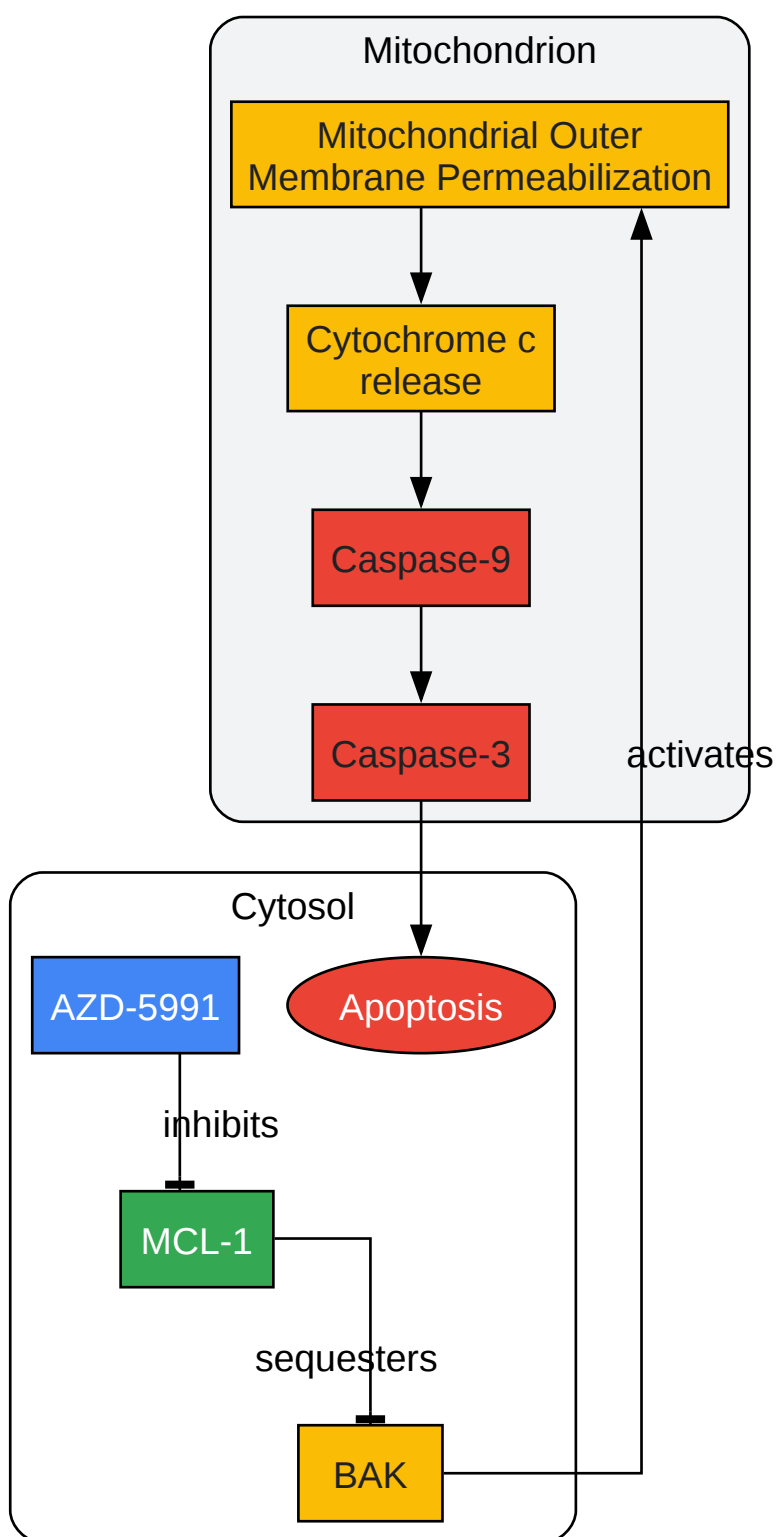 Mitochondrion
Mitochondrial Outer
Membrane Permeabilization
Cytochrome c
release
Caspase-9
Caspase-3
activates
Cytosol
AZD-5991
Apoptosis
inhibits
MCL-1
sequesters
BAK